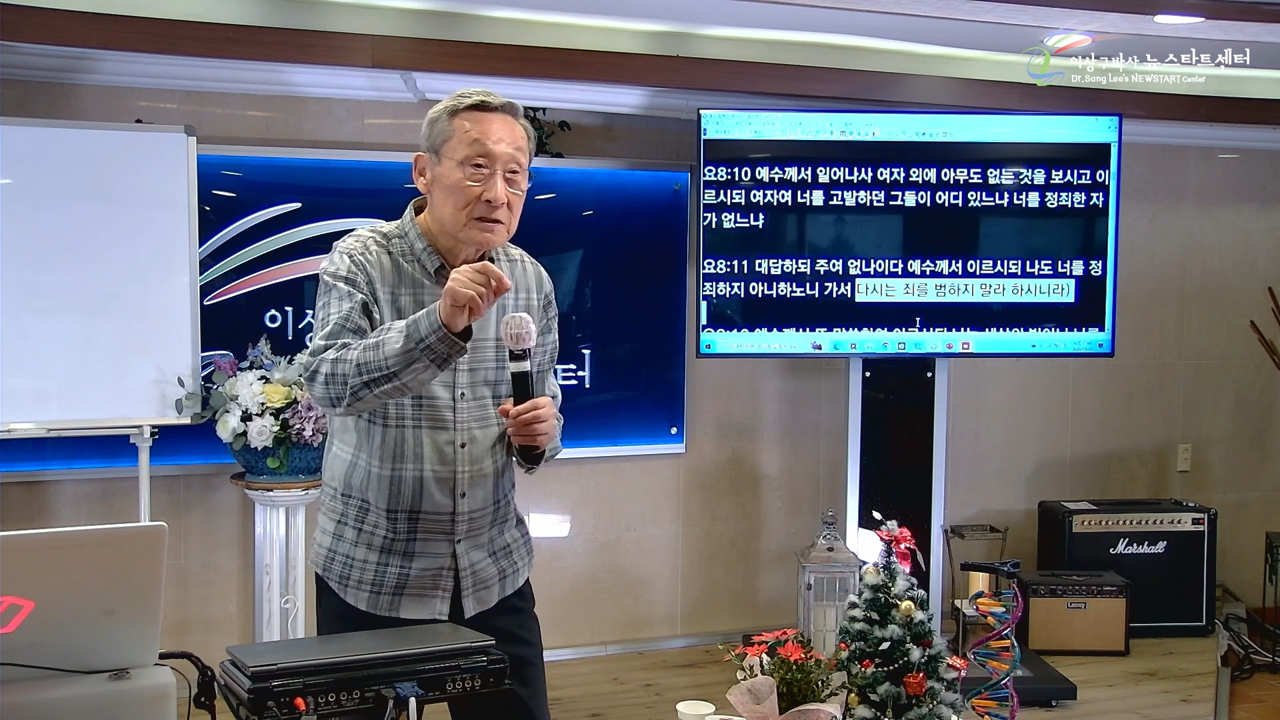 이상구박사 뉴스타트센터
Dr. Sang Lee's NEWSTART Center
요8:10 예수께서 일어나사 여자 외에 아무도 없는 것을 보시고 이
르시되 여자여 너를 고발하던 그들이 어디 있느냐 너를 정죄한 자
가 없느냐
요8:11 대답하되 주여 없나이다 예수께서 이르시되 나도 너를 정
죄하지 아니하노니 가서 다시는 죄를 범하지 말라 하시니라)
이상
터
Marshall
Laney